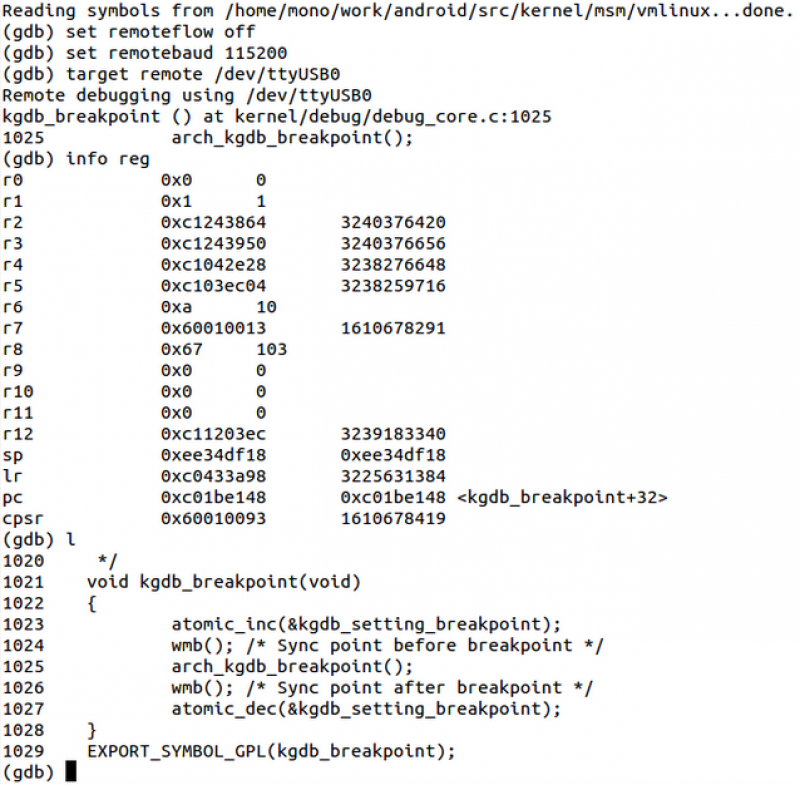 Reading symbols from /home/mono/work/android/src/kernel/msm/vmlinux...done.
(gdb) set remoteflow off
(gdb) set remotebaud 115200
(gdb) target remote /dev/ttyUSB0
Remote debugging using /dev/ttyUSB0
kgdb_breakpoint () at kernel/debug/debug_core.c:1025
1025            arch_kgdb_breakpoint();
(gdb) info reg
r0             0x0      0
r1             0x1      1
r2             0xc1243864       3240376420
r3             0xc1243950       3240376656
r4             0xc1042e28       3238276648
r5             0xc103ec04       3238259716
r6             0xa      10
r7             0x60010013       1610678291
r8             0x67     103
r9             0x0      0
r10            0x0      0
r11            0x0      0
r12            0xc11203ec       3239183340
sp             0xee34df18       0xee34df18
lr             0xc0433a98       3225631384
pc             0xc01be148       0xc01be148 <kgdb_breakpoint+32>
cpsr           0x60010093       1610678419
(gdb) l
1020     */
1021    void kgdb_breakpoint(void)
1022    {
1023            atomic_inc(&kgdb_setting_breakpoint);
1024            wmb(); /* Sync point before breakpoint */
1025            arch_kgdb_breakpoint();
1026            wmb(); /* Sync point after breakpoint */
1027            atomic_dec(&kgdb_setting_breakpoint);
1028    }
1029    EXPORT_SYMBOL_GPL(kgdb_breakpoint);
(gdb)